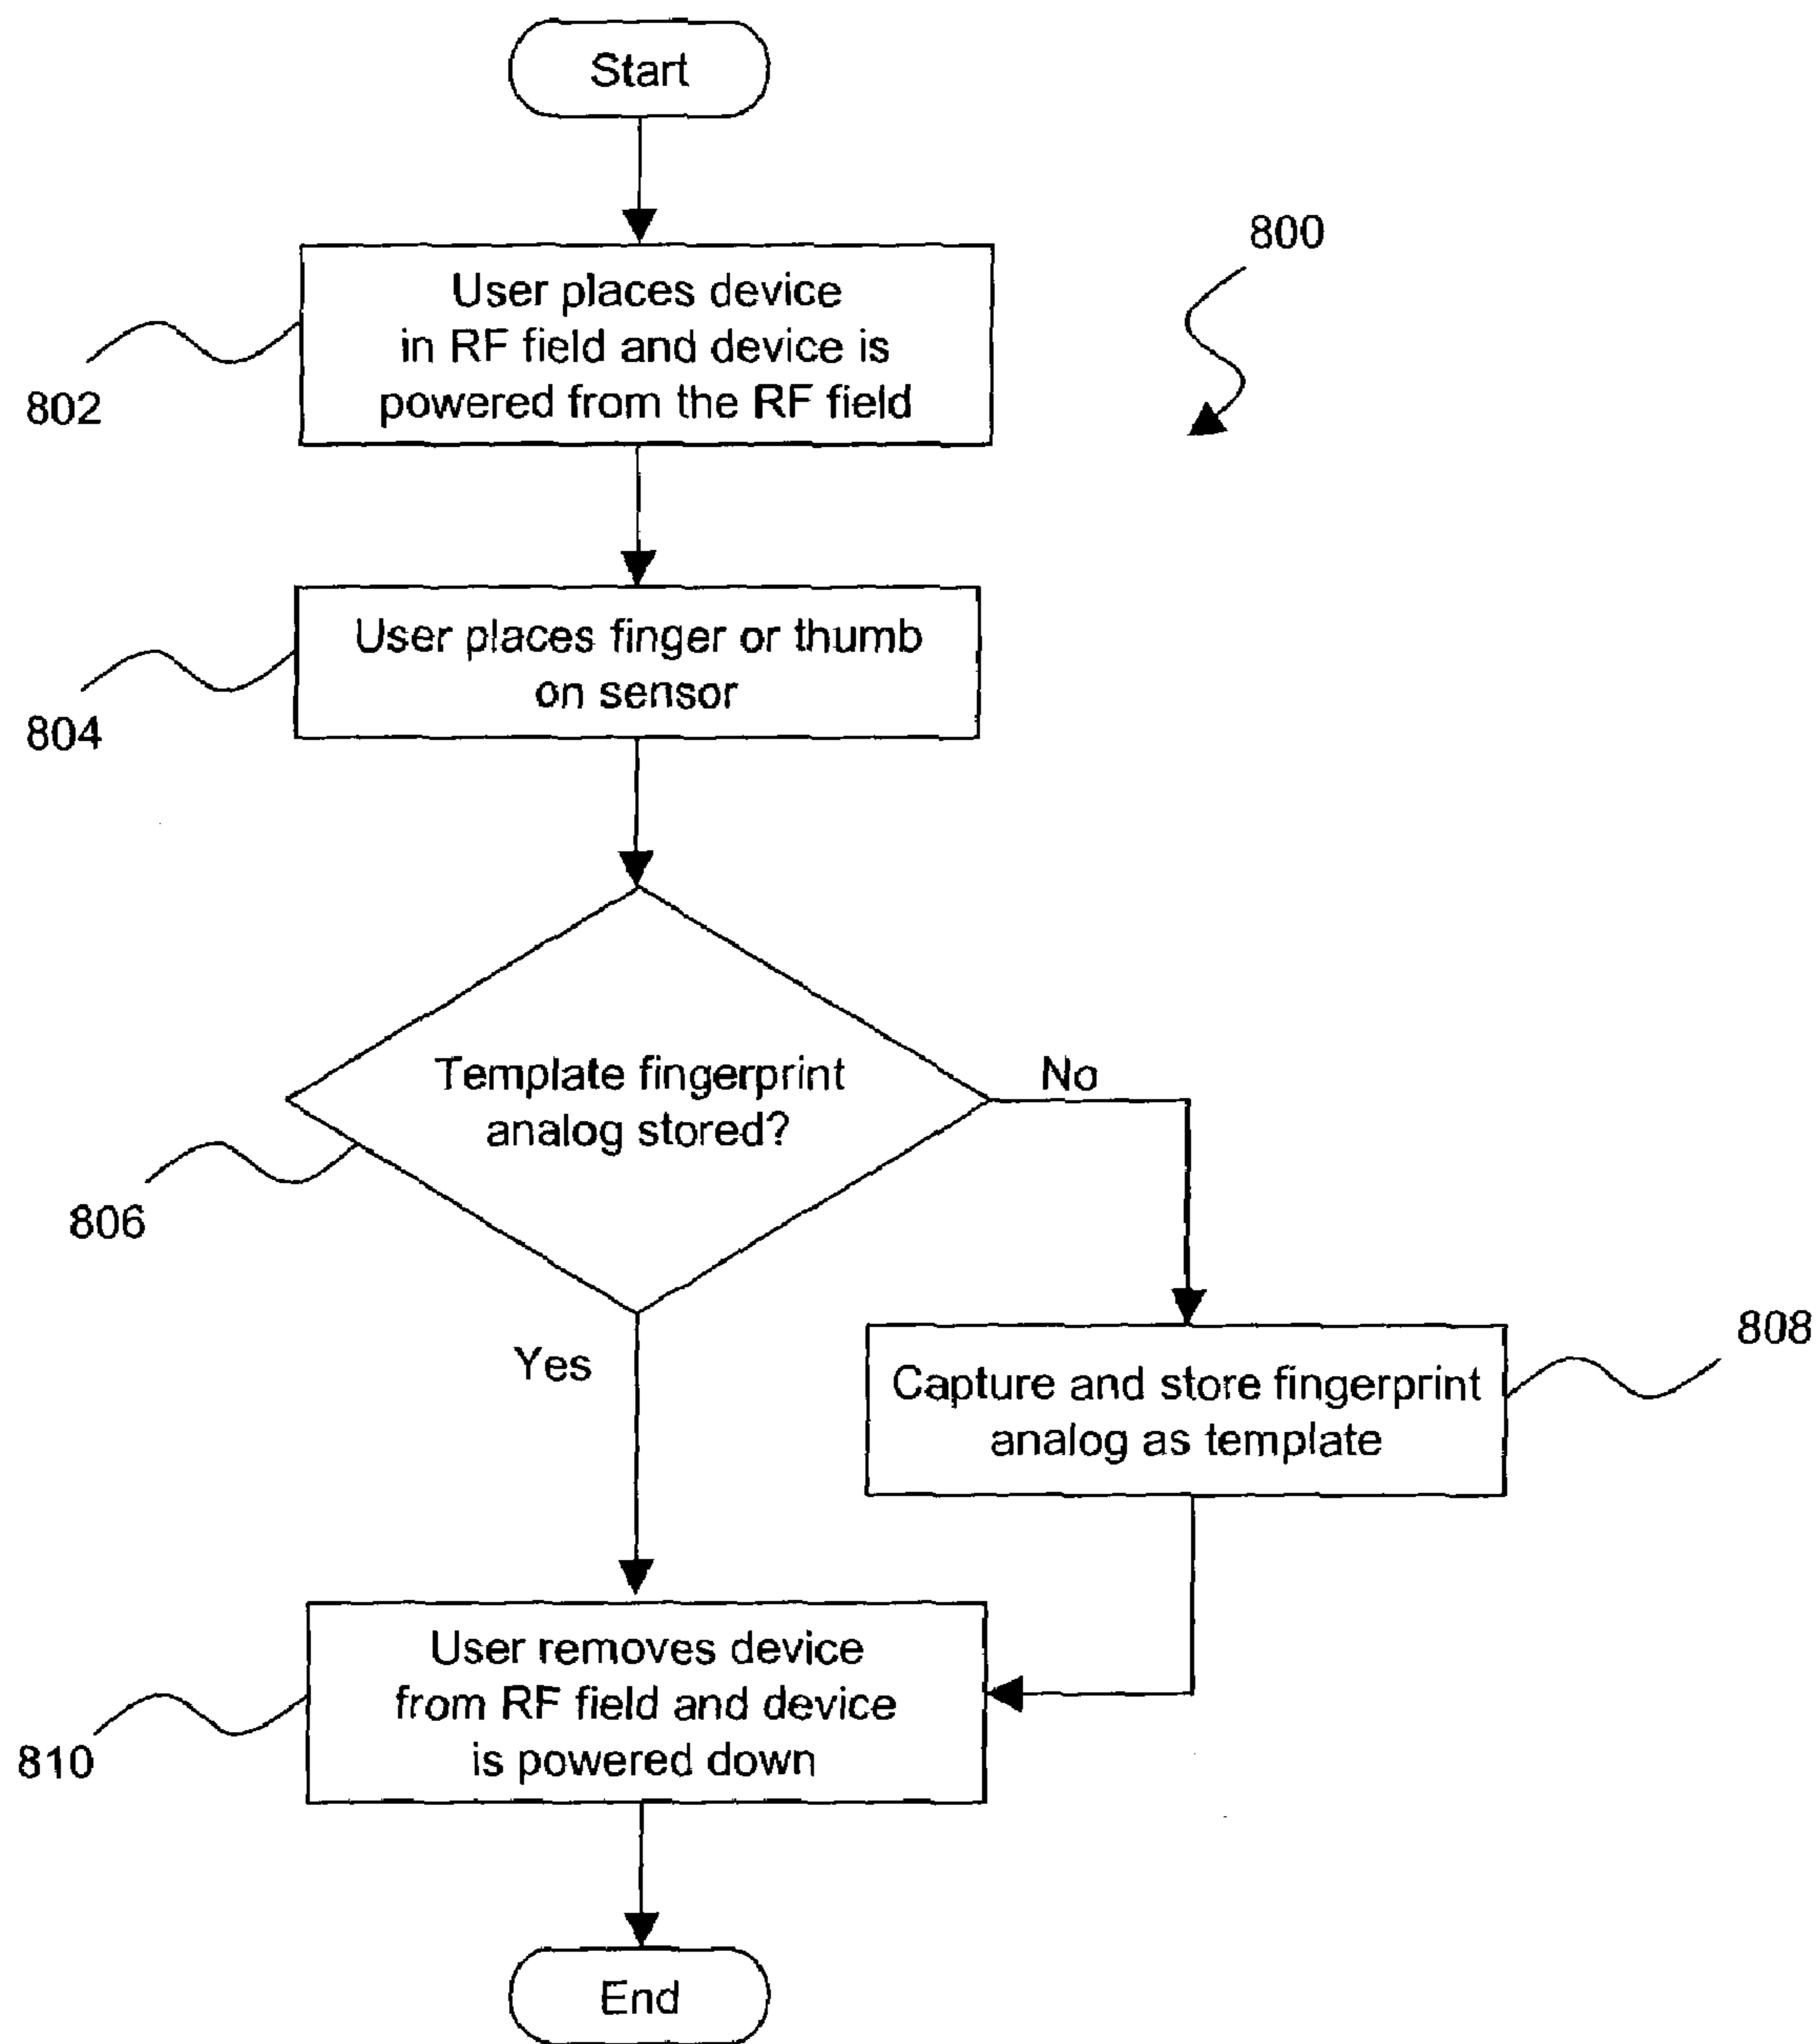 Start
800
User places device
in RF field and device is
powered from the RF field
802
User places finger or thumb
on sensor
804
Template fingerprint
analog stored?
No
806
Yes
808
Capture and store fingerprint
analog as template
User removes device
from RF field and device
is powered down
810
End